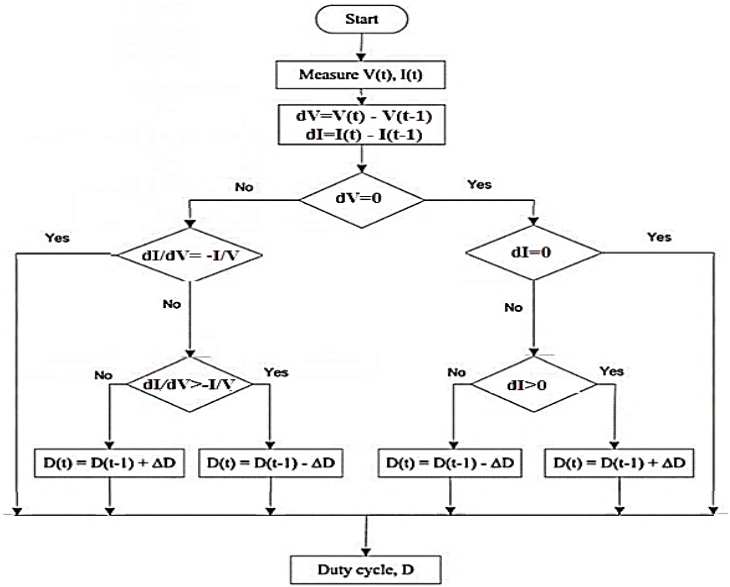 Start
Measure V(t), I(t)
dV=V(t) - V(t-1)
dI=I(t) - I(t-1)
No
dV=0
Yes
Yes
dI/dV= -I/V
dI=0
Yes
No
No
No
dI/dV>-I/V
Yes
No
dI>0
Yes
D(t) = D(t-1) + ΔD
D(t) = D(t-1) - ΔD
D(t) = D(t-1) - ΔD
D(t) = D(t-1) + ΔD
Duty cycle, D